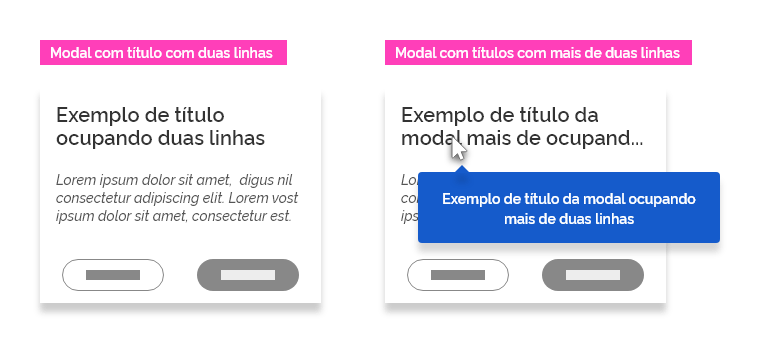 Modal com título com duas linhas
Exemplo de título
ocupando duas linhas
Lorem ipsum dolor sit amet,  digus nil
consectetur adipiscing elit. Lorem vost
ipsum dolor sit amet, consectetur est.
Modal com títulos com mais de duas linhas
Exemplo de título da
modal mais de ocupand...
Exemplo de título da modal ocupando
mais de duas linhas